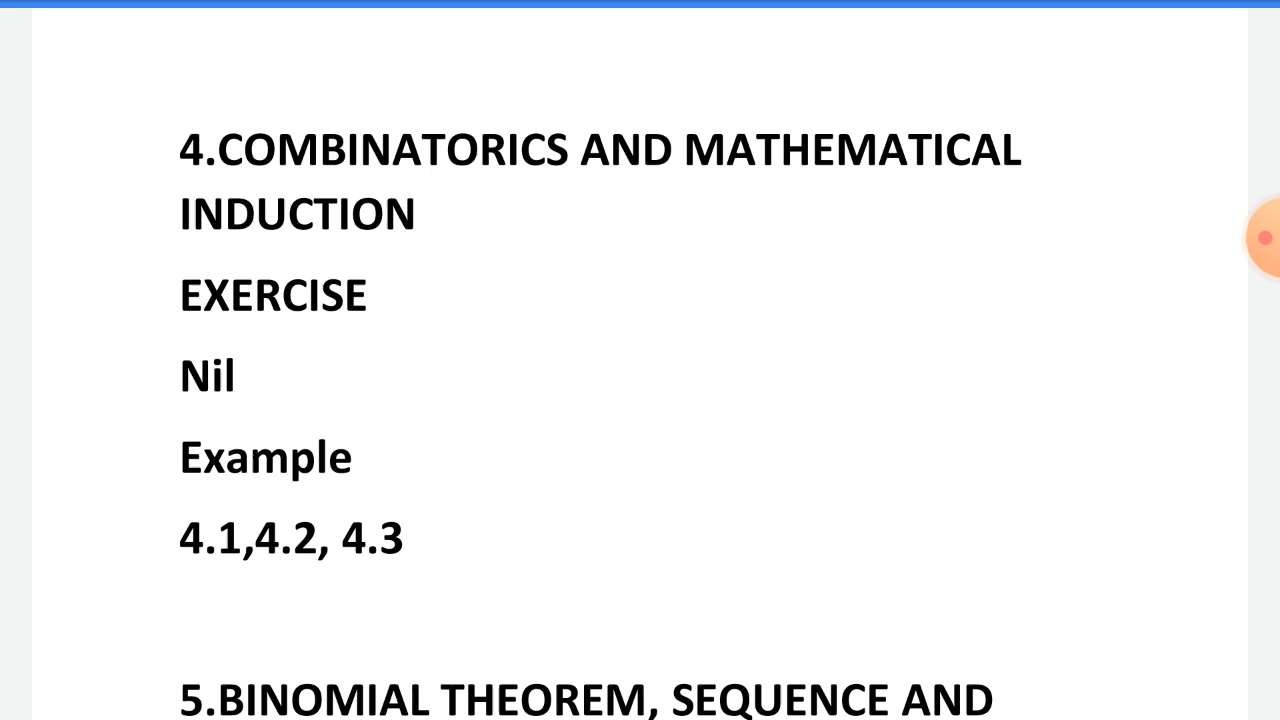 4.COMBINATORICS AND MATHEMATICAL
INDUCTION
EXERCISE
Nil
Example
4.1,4.2, 4.3
5.BINOMIAL THEOREM, SEQUENCE AND